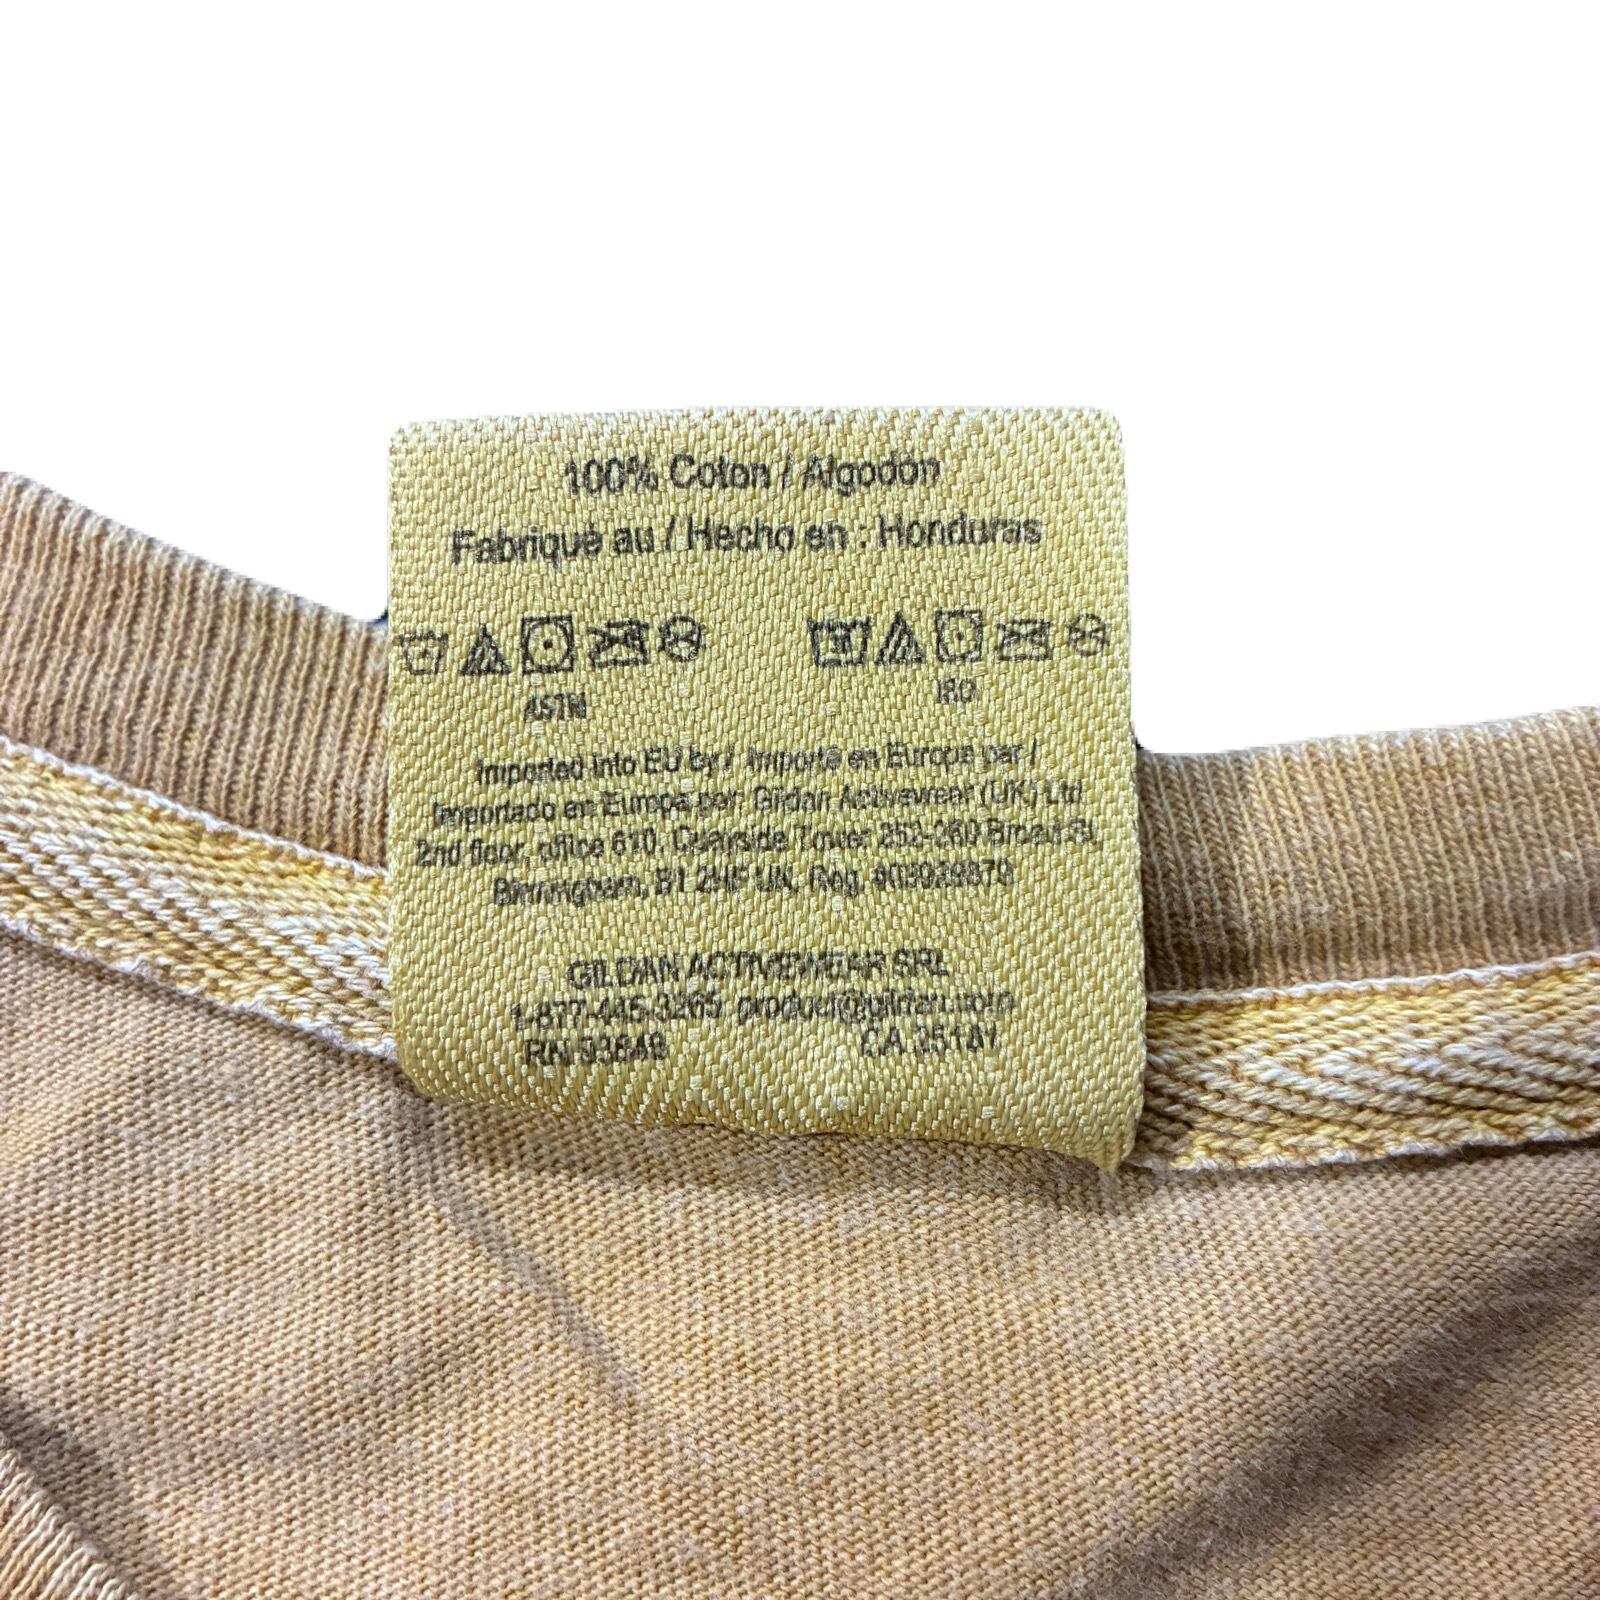 100% Coton / Algodon
Fabriqué au / Hecho en : Honduras
ASTM
ISO
Imported into EU by / Importé en Europe par /
Importado en Europa por: Gildan Activewear (UK) Ltd
2nd floor, office 610, Quayside Tower 252-260 Broad St.
Birmingham, B1 2HF UK, Reg. #03929879
GILDAN ACTIVEWEAR SRL
1-877-445-3265 product@gildan.com
RN 93846 CA